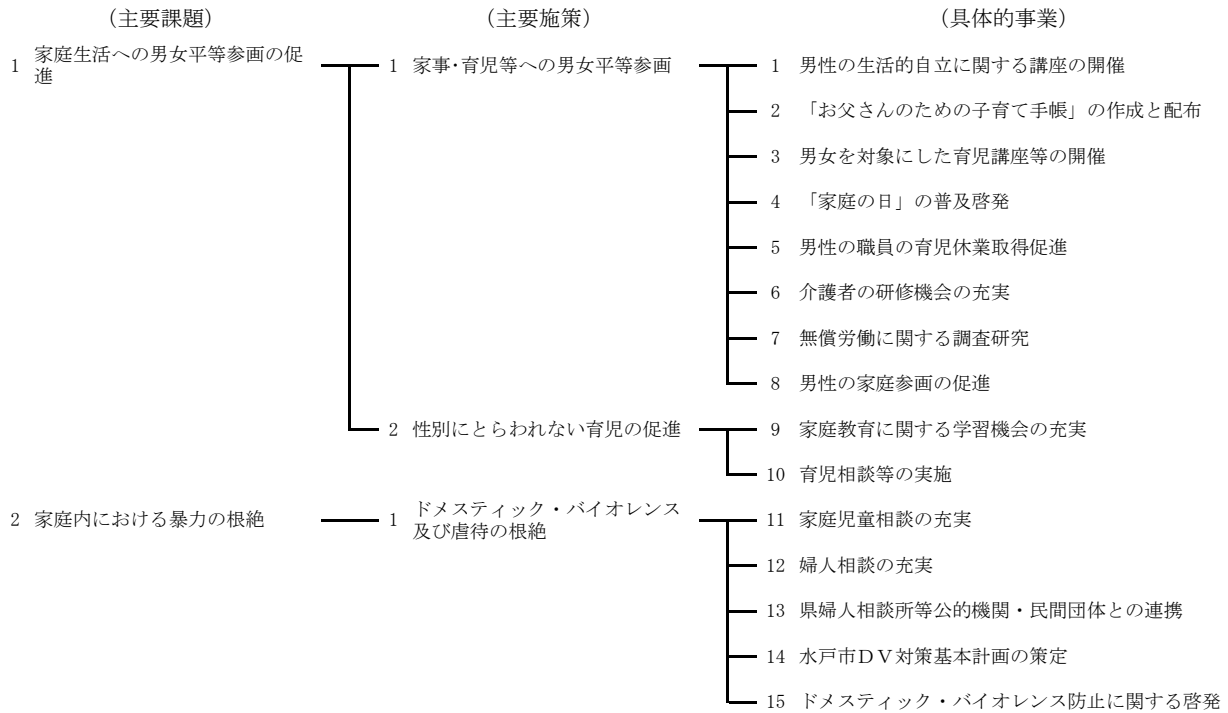 (主要課題) (主要施策) (具体的事業)
1 家庭生活への男女平等参画の促
進
1 家事・育児等への男女平等参画
1 男性の生活的自立に関する講座の開催
2 「お父さんのための子育て手帳」の作成と配布
3 男女を対象にした育児講座等の開催
4 「家庭の日」の普及啓発
5 男性の職員の育児休業取得促進
6 介護者の研修機会の充実
7 無償労働に関する調査研究
8 男性の家庭参画の促進
2 性別にとらわれない育児の促進
9 家庭教育に関する学習機会の充実
10 育児相談等の実施
2 家庭内における暴力の根絶
1 ドメスティック・バイオレンス
及び虐待の根絶
11 家庭児童相談の充実
12 婦人相談の充実
13 県婦人相談所等公的機関・民間団体との連携
14 水戸市DV対策基本計画の策定
15 ドメスティック・バイオレンス防止に関する啓発